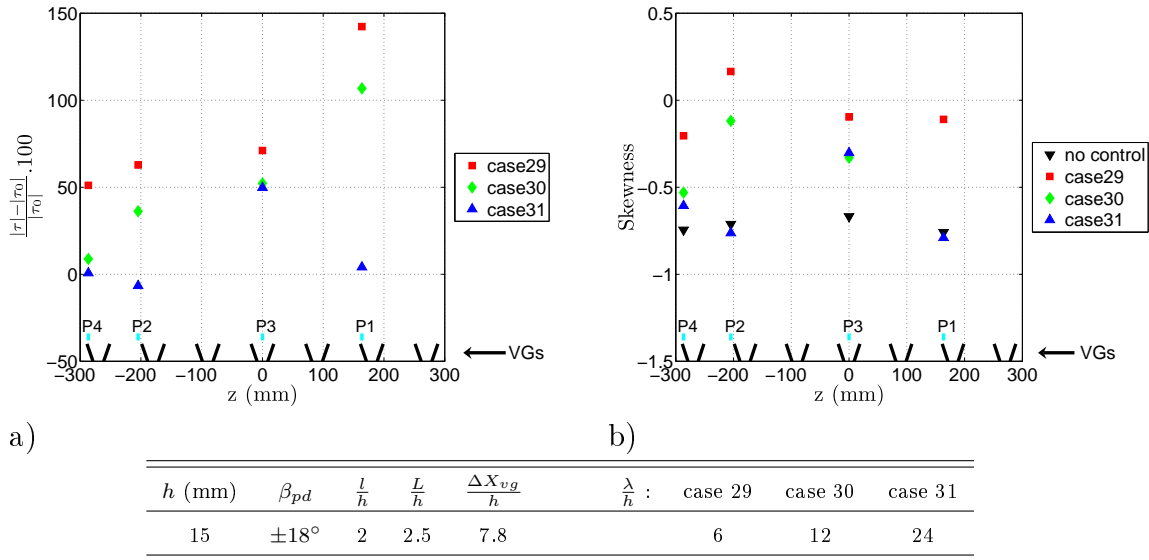 150
100
50
0
−50
|τ|−|τ₀| / |τ₀| .100
−300 −200 −100 0 100 200 300
z (mm)
P4 P2 P3 P1
VGs
case29
case30
case31
a)
0.5
0
−0.5
−1
−1.5
Skewness
−300 −200 −100 0 100 200 300
z (mm)
P4 P2 P3 P1
VGs
no control
case29
case30
case31
b)
h (mm) β_pd l/h L/h ΔX_vg/h λ/h : case 29 case 30 case 31
15 ±18° 2 2.5 7.8 6 12 24